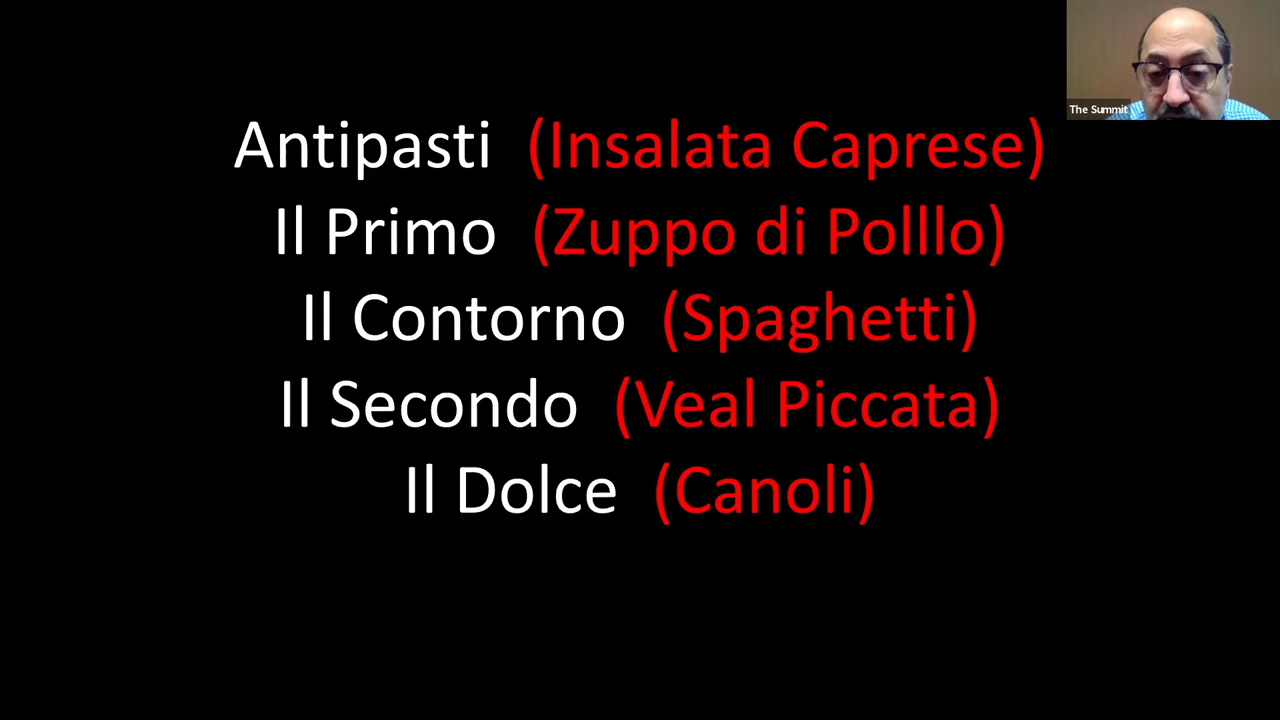 The Summit
Antipasti (Insalata Caprese)
Il Primo (Zuppo di Polllo)
Il Contorno (Spaghetti)
Il Secondo (Veal Piccata)
Il Dolce (Canoli)